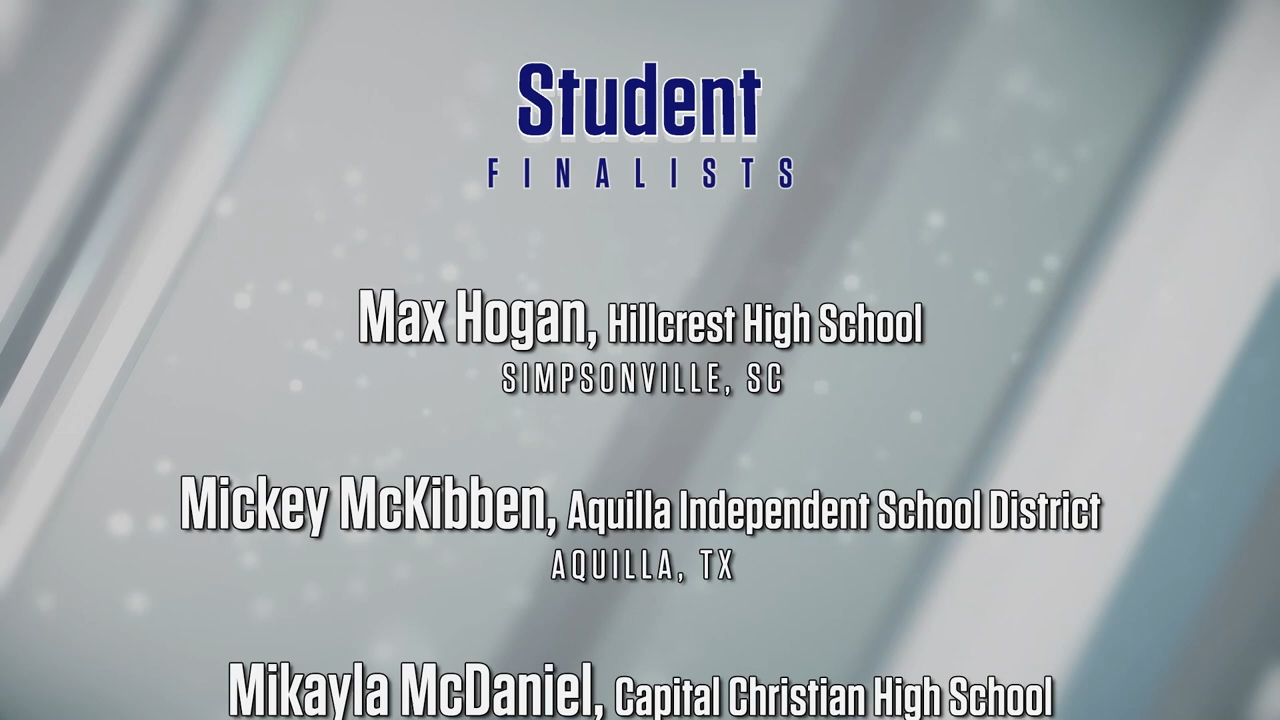 Student
FINALISTS
Max Hogan, Hillcrest High School
SIMPSONVILLE, SC
Mickey McKibben, Aquilla Independent School District
AQUILLA, TX
Mikayla McDaniel, Capital Christian High School